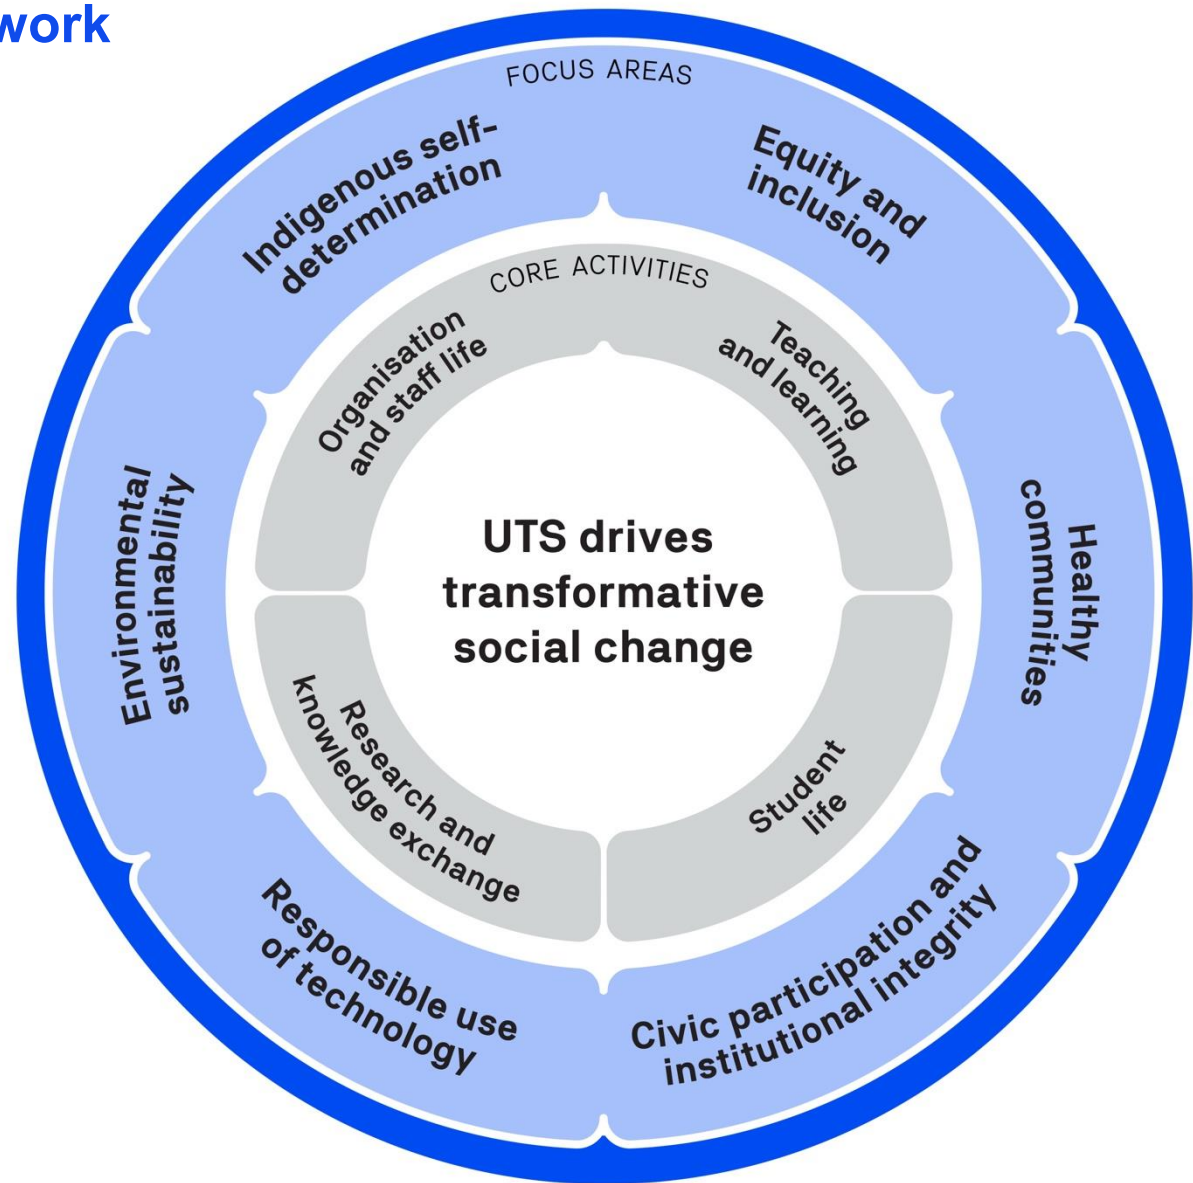 work
FOCUS AREAS
Indigenous self-
determination
Equity and
inclusion
Healthy
communities
Civic participation and
institutional integrity
Responsible use
of technology
Environmental
sustainability
CORE ACTIVITIES
Organisation
and staff life
Teaching
and learning
Student
life
Research and
knowledge exchange
UTS drives
transformative
social change